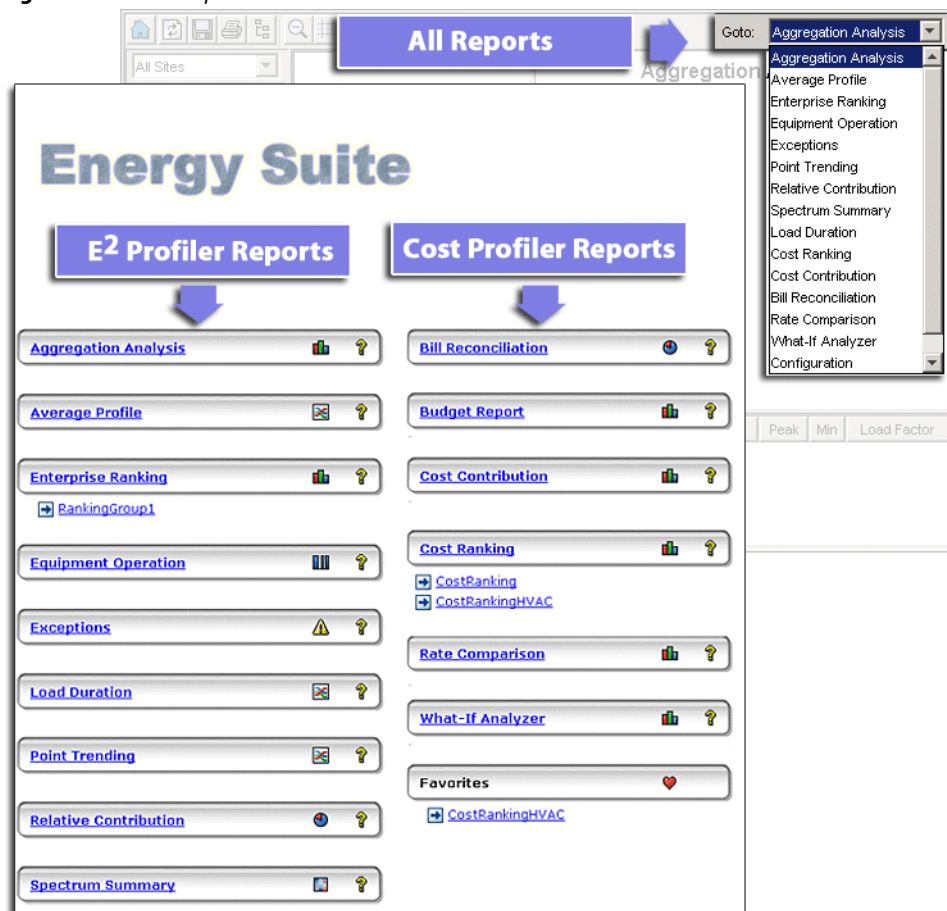 All Reports
Goto: Aggregation Analysis
All Sites
Aggregation
Aggregation Analysis
Average Profile
Enterprise Ranking
Equipment Operation
Exceptions
Point Trending
Relative Contribution
Spectrum Summary
Load Duration
Cost Ranking
Cost Contribution
Bill Reconciliation
Rate Comparison
What-If Analyzer
Configuration
Peak Min Load Factor
Energy Suite
E2 Profiler Reports
Aggregation Analysis
Average Profile
Enterprise Ranking
RankingGroup1
Equipment Operation
Exceptions
Load Duration
Point Trending
Relative Contribution
Spectrum Summary
Cost Profiler Reports
Bill Reconciliation
Budget Report
Cost Contribution
Cost Ranking
CostRanking
CostRankingHVAC
Rate Comparison
What-If Analyzer
Favorites
CostRankingHVAC